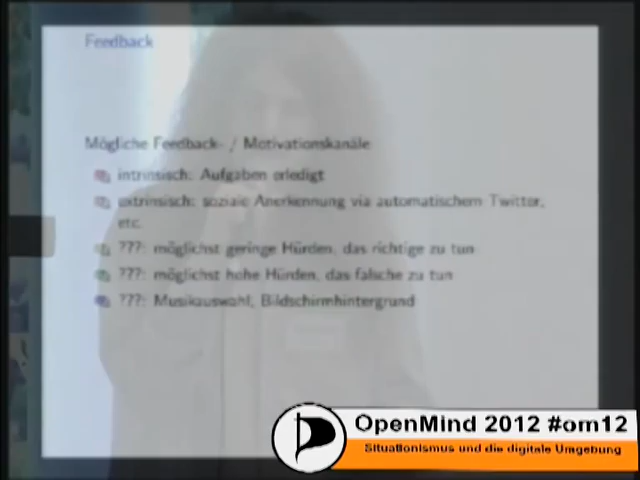 Feedback
Mögliche Feedback- / Motivationskanäle
intrinsisch: Aufgaben erledigt
extrinsisch: soziale Anerkennung via automatischem Twitter,
etc.
???: möglichst geringe Hürden, das richtige zu tun
???: möglichst hohe Hürden, das falsche zu tun
???: Musikauswahl, Bildschirmhintergrund
OpenMind 2012 #om12
Situationismus und die digitale Umgebung